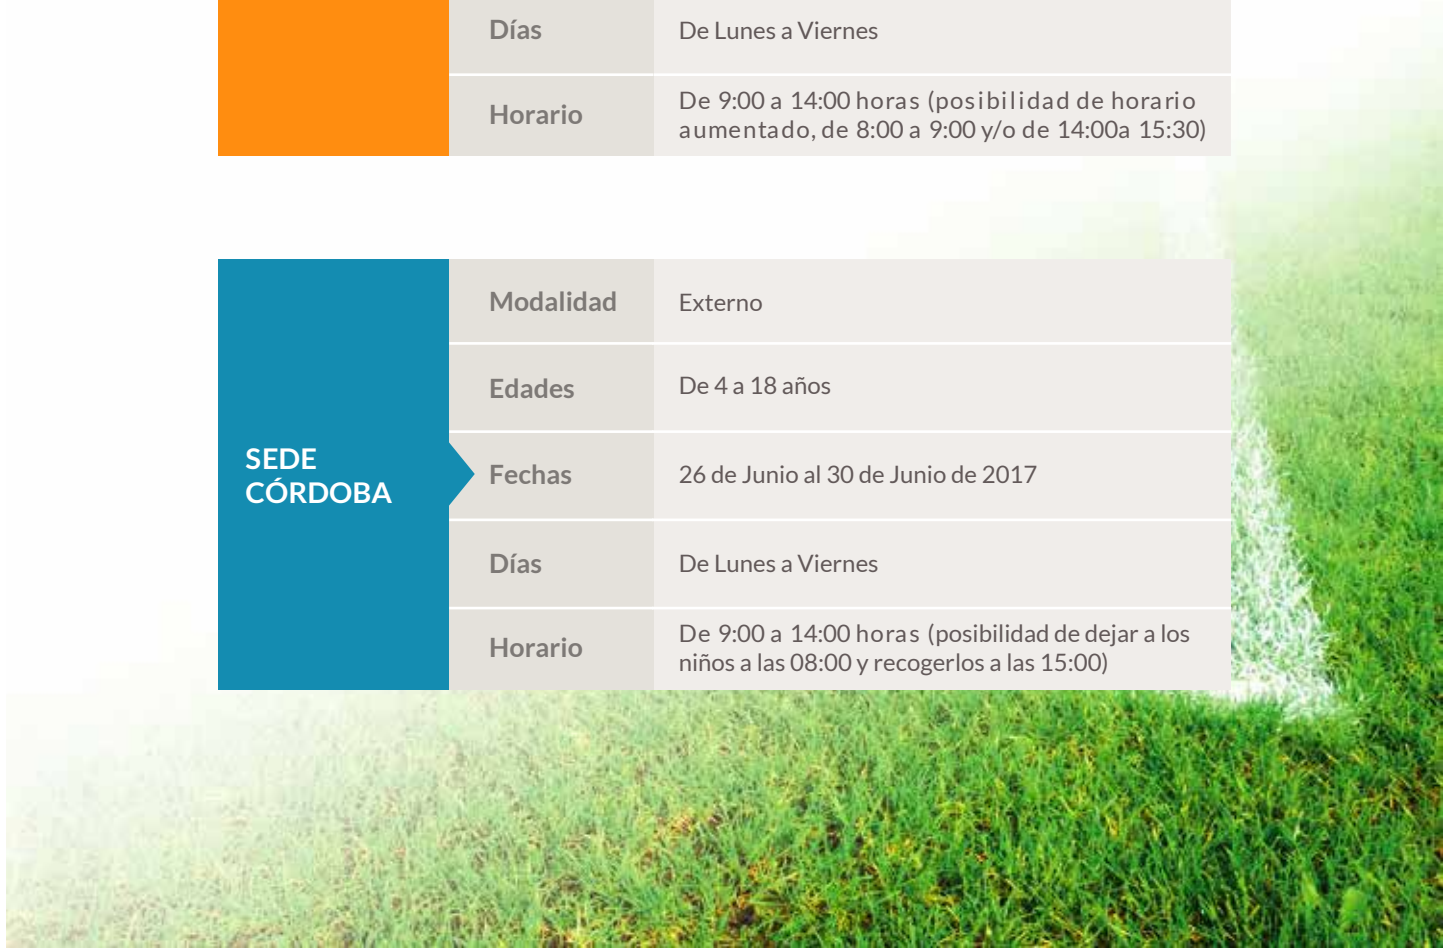 Días
De Lunes a Viernes
Horario
De 9:00 a 14:00 horas (posibilidad de horario
aumentado, de 8:00 a 9:00 y/o de 14:00a 15:30)
SEDE
CÓRDOBA
Modalidad
Externo
Edades
De 4 a 18 años
Fechas
26 de Junio al 30 de Junio de 2017
Días
De Lunes a Viernes
Horario
De 9:00 a 14:00 horas (posibilidad de dejar a los
niños a las 08:00 y recogerlos a las 15:00)